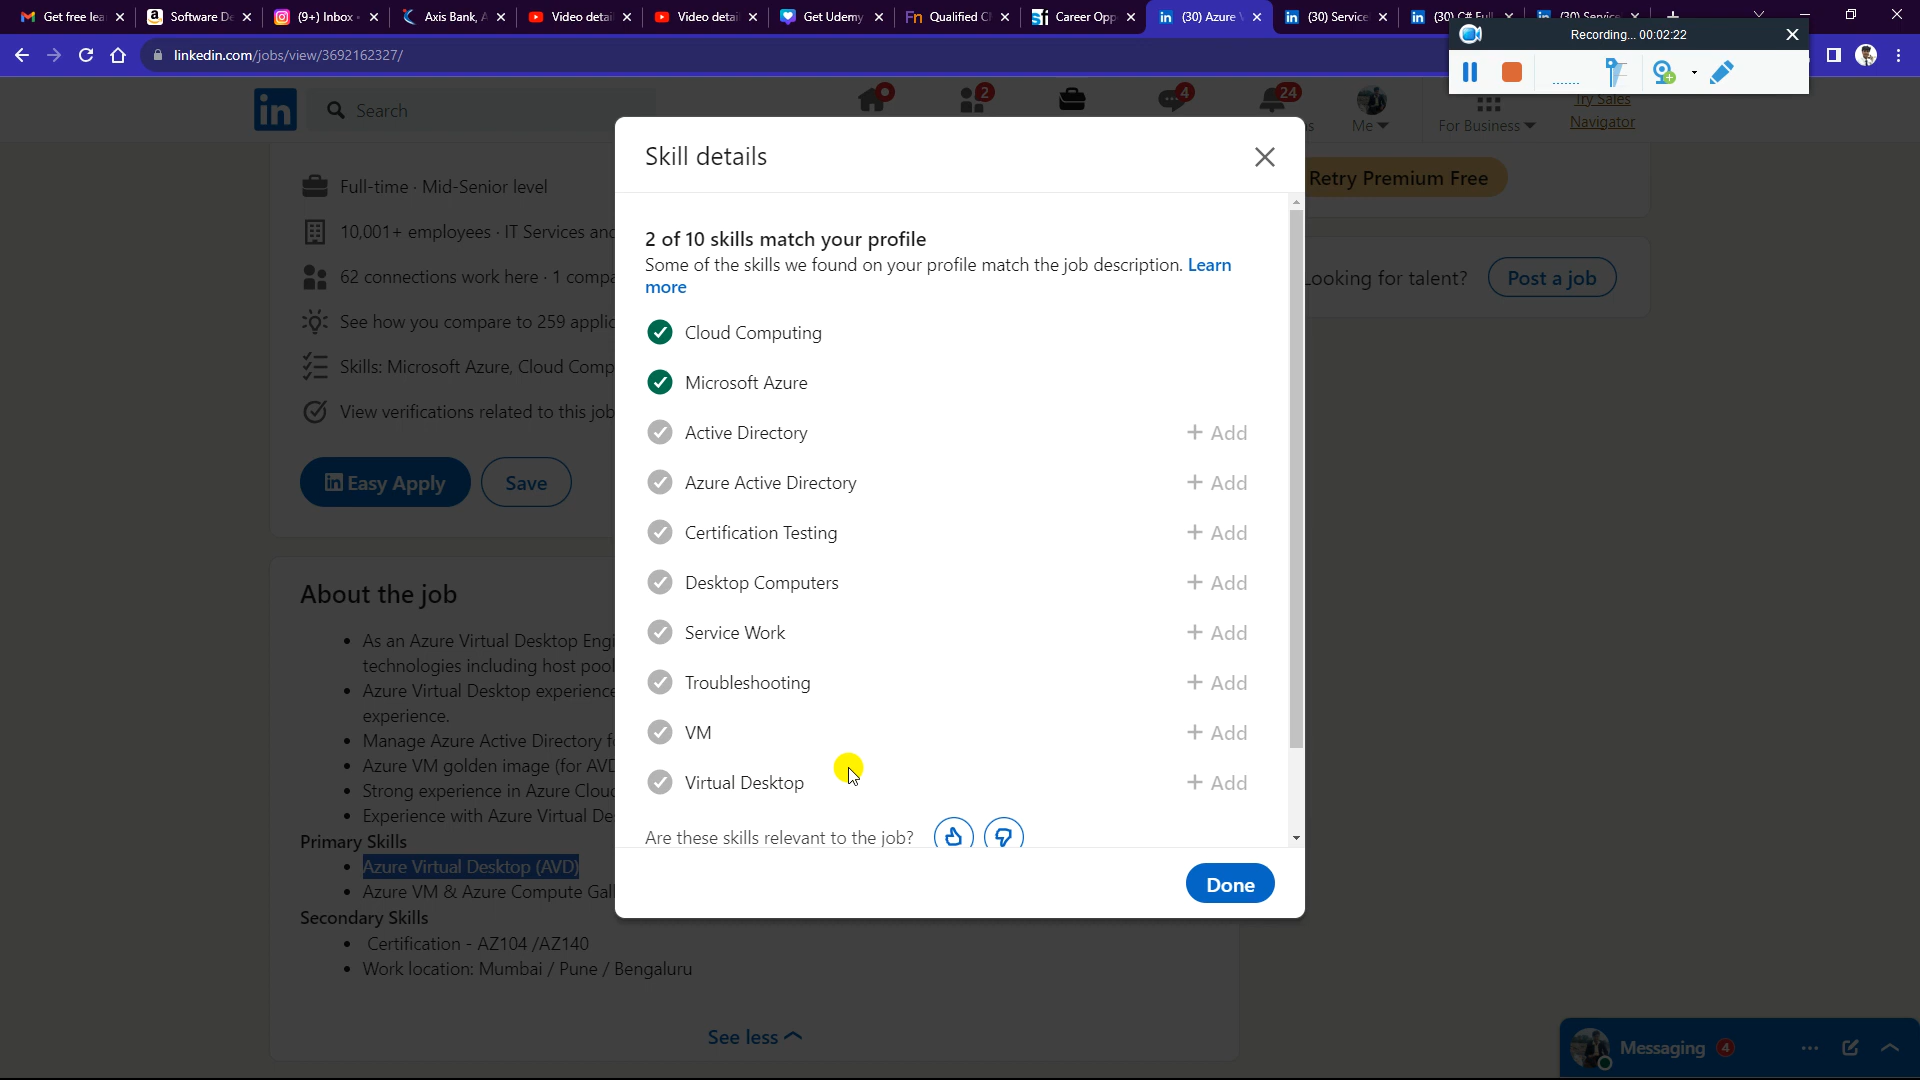 Get free lea
Software De
(9+) Inbox
Axis Bank, A
Video detai
Video detai
Get Udemy
Qualified C
Career Opp
(30) Azure V
(30) Service
(30) C# Full
(30) Service
Recording... 00:02:22
linkedin.com/jobs/view/3692162327/
in
Search
2
4
24
Me
For Business
Try Sales
Navigator
Skill details
Full-time · Mid-Senior level
10,001+ employees · IT Services and
62 connections work here · 1 compa
See how you compare to 259 applic
Skills: Microsoft Azure, Cloud Comp
View verifications related to this job
Easy Apply
Save
Retry Premium Free
Looking for talent?
Post a job
2 of 10 skills match your profile
Some of the skills we found on your profile match the job description. Learn
more
Cloud Computing
Microsoft Azure
Active Directory + Add
Azure Active Directory + Add
Certification Testing + Add
Desktop Computers + Add
Service Work + Add
Troubleshooting + Add
VM + Add
Virtual Desktop + Add
Are these skills relevant to the job?
Done
About the job
• As an Azure Virtual Desktop Engi
technologies including host pool
• Azure Virtual Desktop experience
experience.
• Manage Azure Active Directory f
• Azure VM golden image (for AVD
• Strong experience in Azure Cloud
• Experience with Azure Virtual De
Primary Skills
• Azure Virtual Desktop (AVD)
• Azure VM & Azure Compute Gall
Secondary Skills
• Certification - AZ104 /AZ140
• Work location: Mumbai / Pune / Bengaluru
See less
Messaging 4